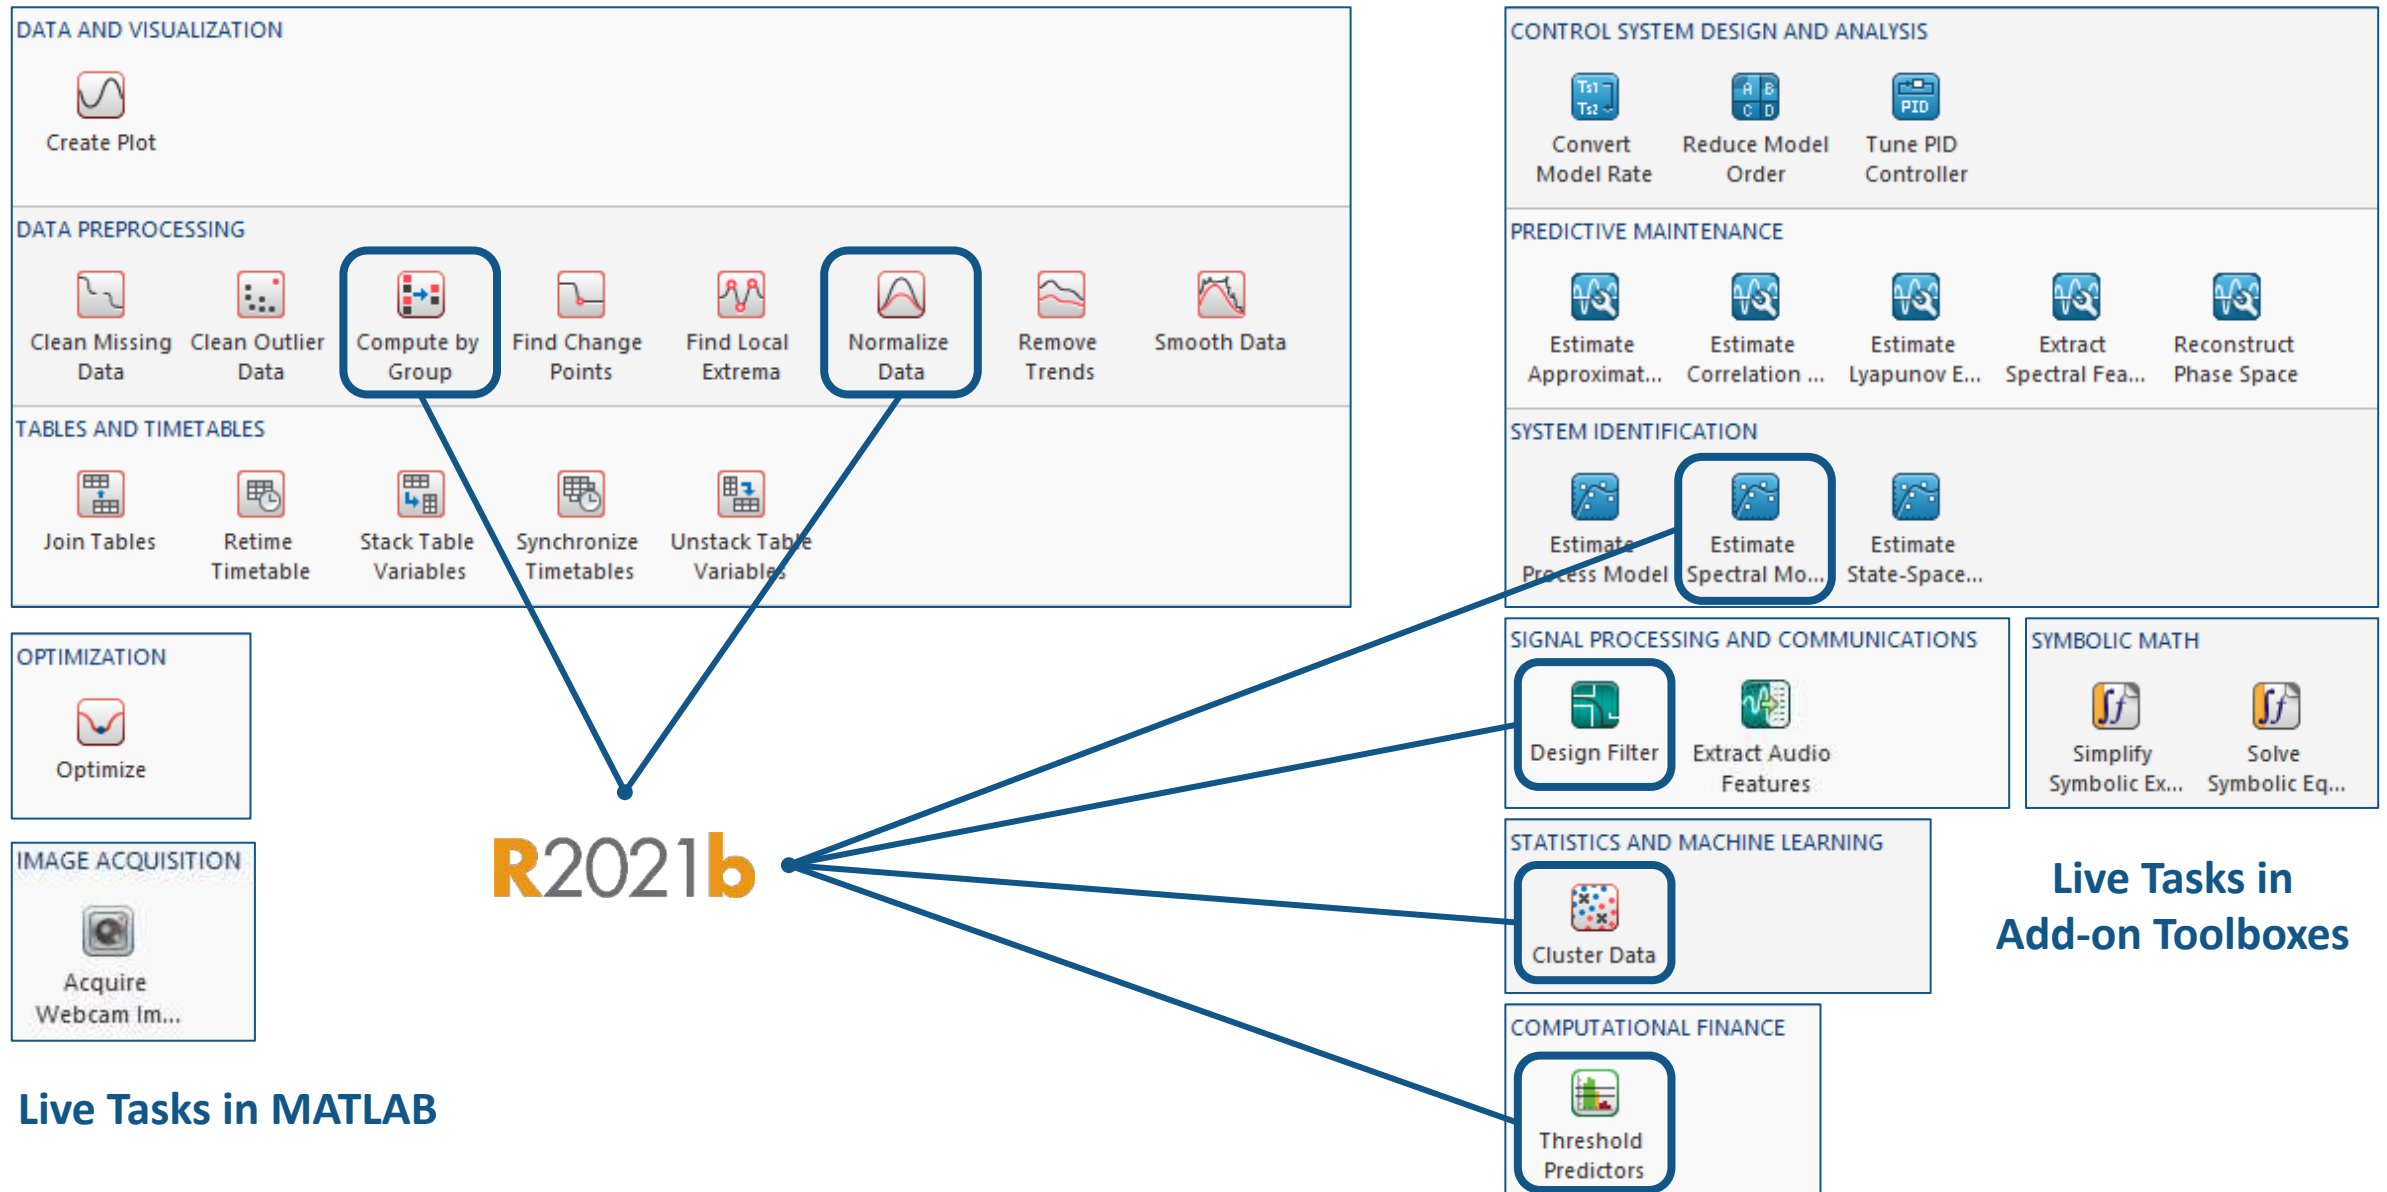 DATA AND VISUALIZATION
Create Plot
DATA PREPROCESSING
Clean Missing
Data
Clean Outlier
Data
Compute by
Group
Find Change
Points
Find Local
Extrema
Normalize
Data
Remove
Trends
Smooth Data
TABLES AND TIMETABLES
Join Tables
Retime
Timetable
Stack Table
Variables
Synchronize
Timetables
Unstack Table
Variables
OPTIMIZATION
Optimize
IMAGE ACQUISITION
Acquire
Webcam Im...
Live Tasks in MATLAB
R2021b
CONTROL SYSTEM DESIGN AND ANALYSIS
Ts1
Ts2
Convert
Model Rate
A B
C D
Reduce Model
Order
PID
Tune PID
Controller
PREDICTIVE MAINTENANCE
Estimate
Approximat...
Estimate
Correlation ...
Estimate
Lyapunov E...
Extract
Spectral Fea...
Reconstruct
Phase Space
SYSTEM IDENTIFICATION
Estimate
Process Model
Estimate
Spectral Mo...
Estimate
State-Space...
SIGNAL PROCESSING AND COMMUNICATIONS
Design Filter
Extract Audio
Features
SYMBOLIC MATH
Simplify
Symbolic Ex...
Solve
Symbolic Eq...
STATISTICS AND MACHINE LEARNING
Cluster Data
COMPUTATIONAL FINANCE
Threshold
Predictors
Live Tasks in
Add-on Toolboxes